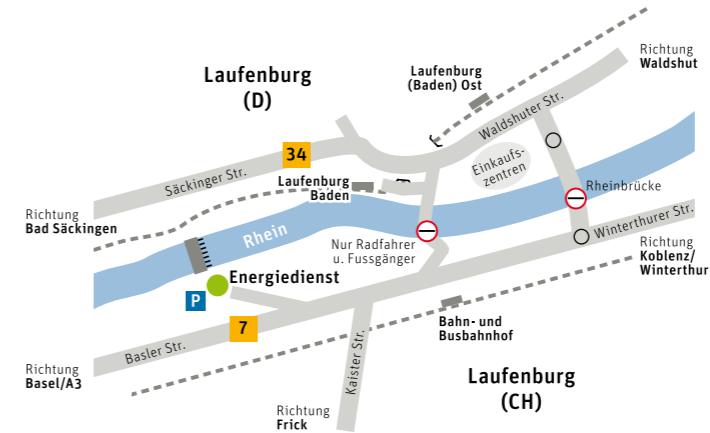 Richtung
Waldshut
Laufenburg
(D)
Laufenburg
(Baden) Ost
Waldshuter Str.
34
Einkaufs-
zentren
Säckinger Str.
Laufenburg
Baden
Rheinbrücke
Richtung
Bad Säckingen
Rhein
Nur Radfahrer
u. Fussgänger
Winterthurer Str.
Richtung
Koblenz/
Winterthur
Energiedienst
P
7
Bahn- und
Busbahnhof
Basler Str.
Kaister Str.
Richtung
Basel/A3
Laufenburg
(CH)
Richtung
Frick